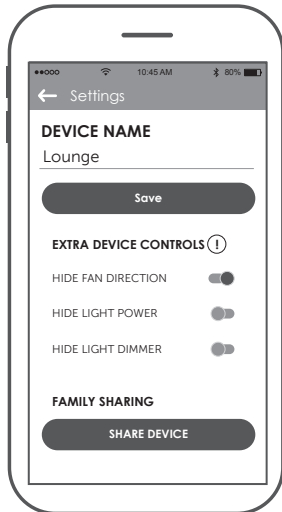 10:45 AM 80%
← Settings
DEVICE NAME
Lounge
Save
EXTRA DEVICE CONTROLS !
HIDE FAN DIRECTION
HIDE LIGHT POWER
HIDE LIGHT DIMMER
FAMILY SHARING
SHARE DEVICE